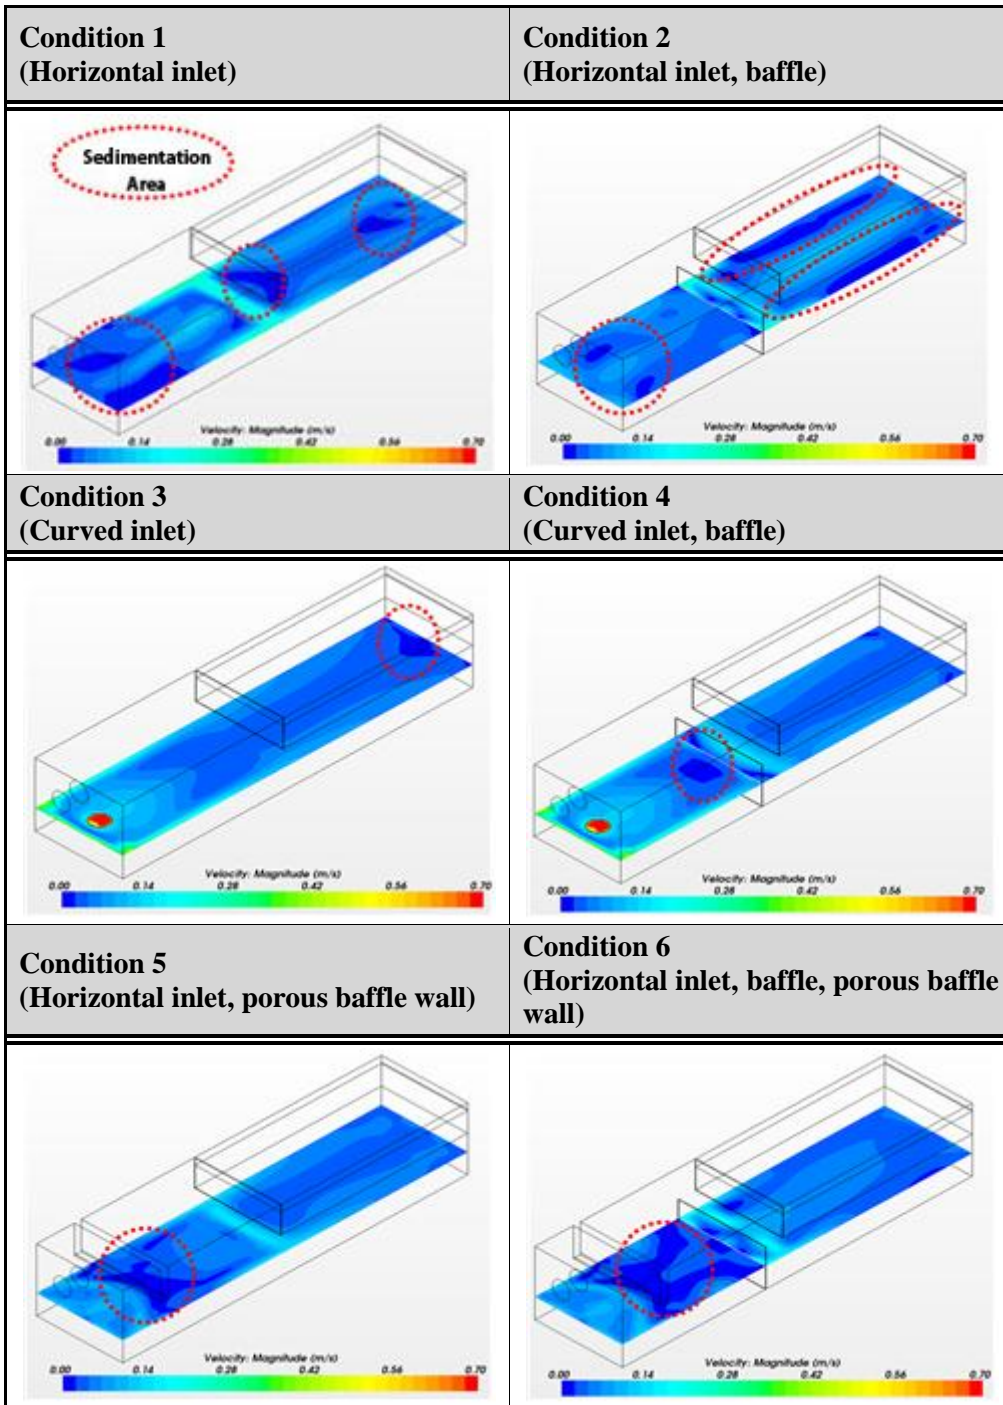 Condition 1
(Horizontal inlet)
Condition 2
(Horizontal inlet, baffle)
Sedimentation
Area
Velocity: Magnitude (m/s)
0.00 0.14 0.28 0.42 0.56 0.70
Velocity: Magnitude (m/s)
0.00 0.14 0.28 0.42 0.56 0.70
Condition 3
(Curved inlet)
Condition 4
(Curved inlet, baffle)
Velocity: Magnitude (m/s)
0.00 0.14 0.28 0.42 0.56 0.70
Velocity: Magnitude (m/s)
0.00 0.14 0.28 0.42 0.56 0.70
Condition 5
(Horizontal inlet, porous baffle wall)
Condition 6
(Horizontal inlet, baffle, porous baffle
wall)
Velocity: Magnitude (m/s)
0.00 0.14 0.28 0.42 0.56 0.70
Velocity: Magnitude (m/s)
0.00 0.14 0.28 0.42 0.56 0.70